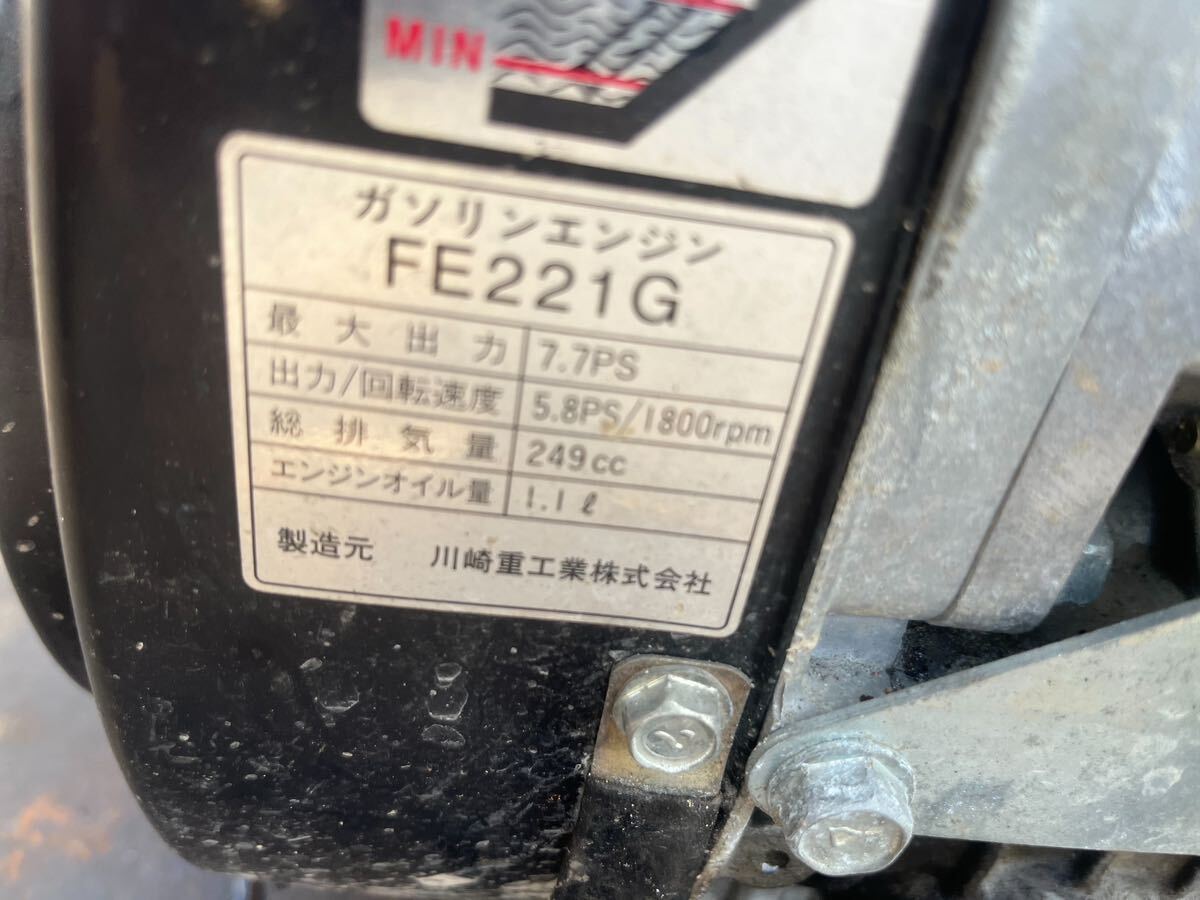 MIN
ガソリンエンジン
FE221G
最大出力 7.7PS
出力/回転速度 5.8PS/1800rpm
総排気量 249cc
エンジンオイル量 1.1ℓ
製造元 川崎重工業株式会社
8
7